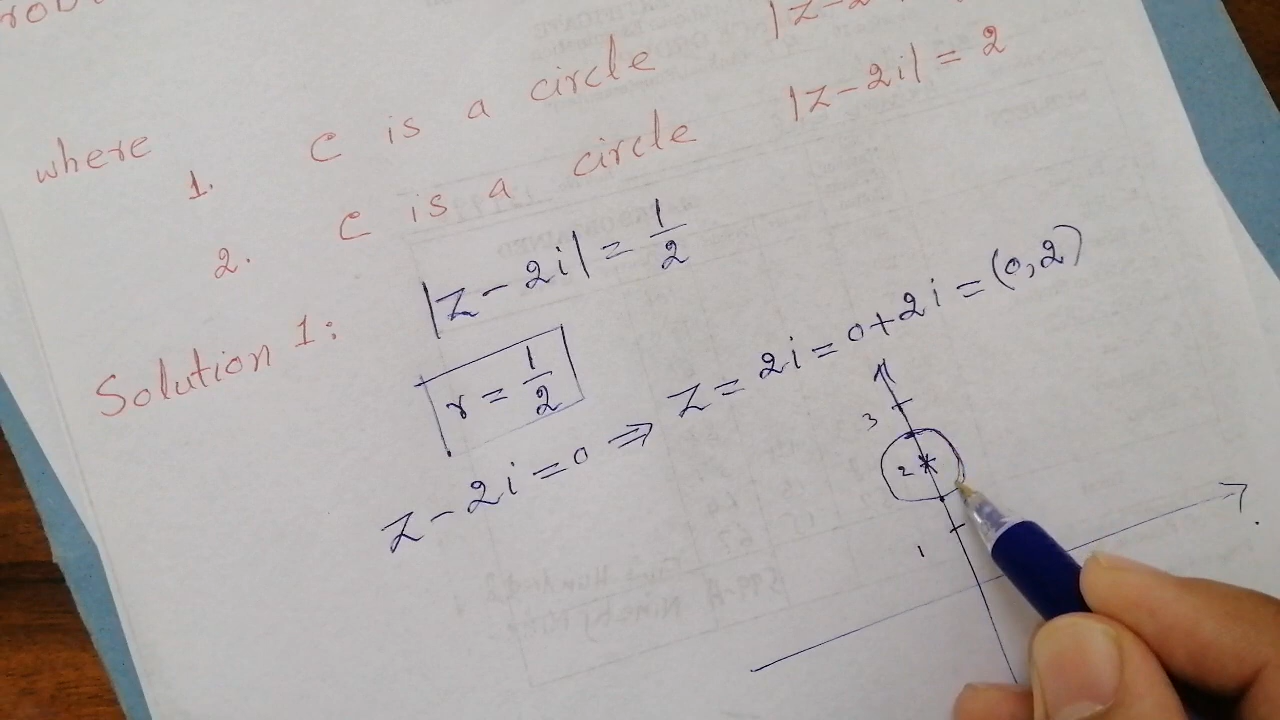 where 1. C is a circle |z-2
2. C is a circle |z-2i| = 2
Solution 1: |z-2i| = 1/2
r = 1/2
z-2i=0 ⇒ z = 2i = 0+2i = (0,2)
3
2
1